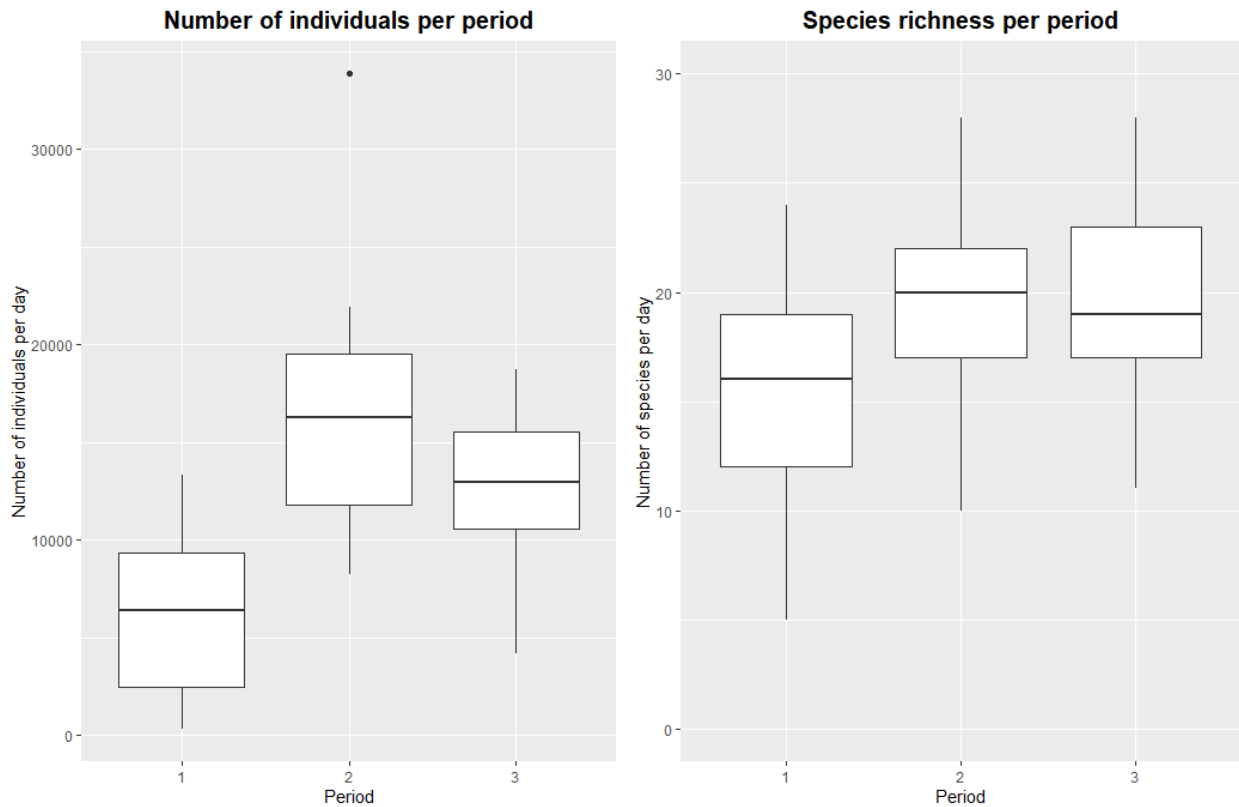 Number of individuals per period
Number of individuals per day
30000
20000
10000
0
1 2 3
Period
Species richness per period
Number of species per day
30
20
10
0
1 2 3
Period